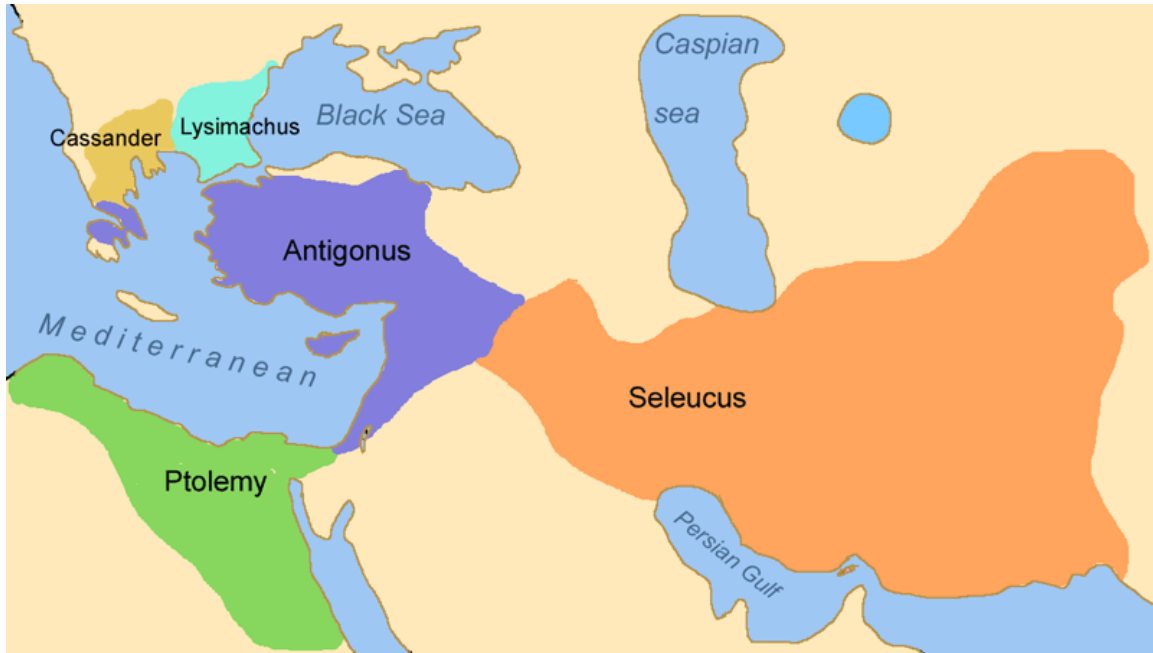 Caspian
sea
Black Sea
Lysimachus
Cassander
Antigonus
Mediterranean
Seleucus
Ptolemy
Persian Gulf